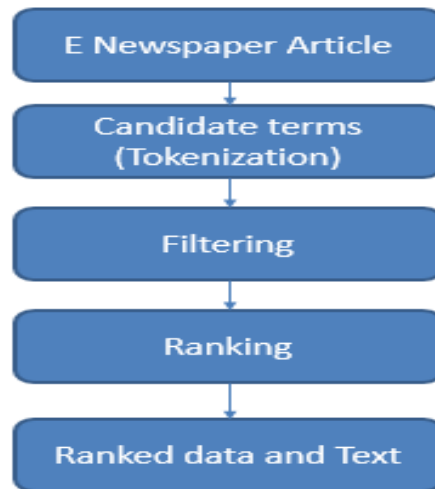 E Newspaper Article
Candidate terms
(Tokenization)
Filtering
Ranking
Ranked data and Text